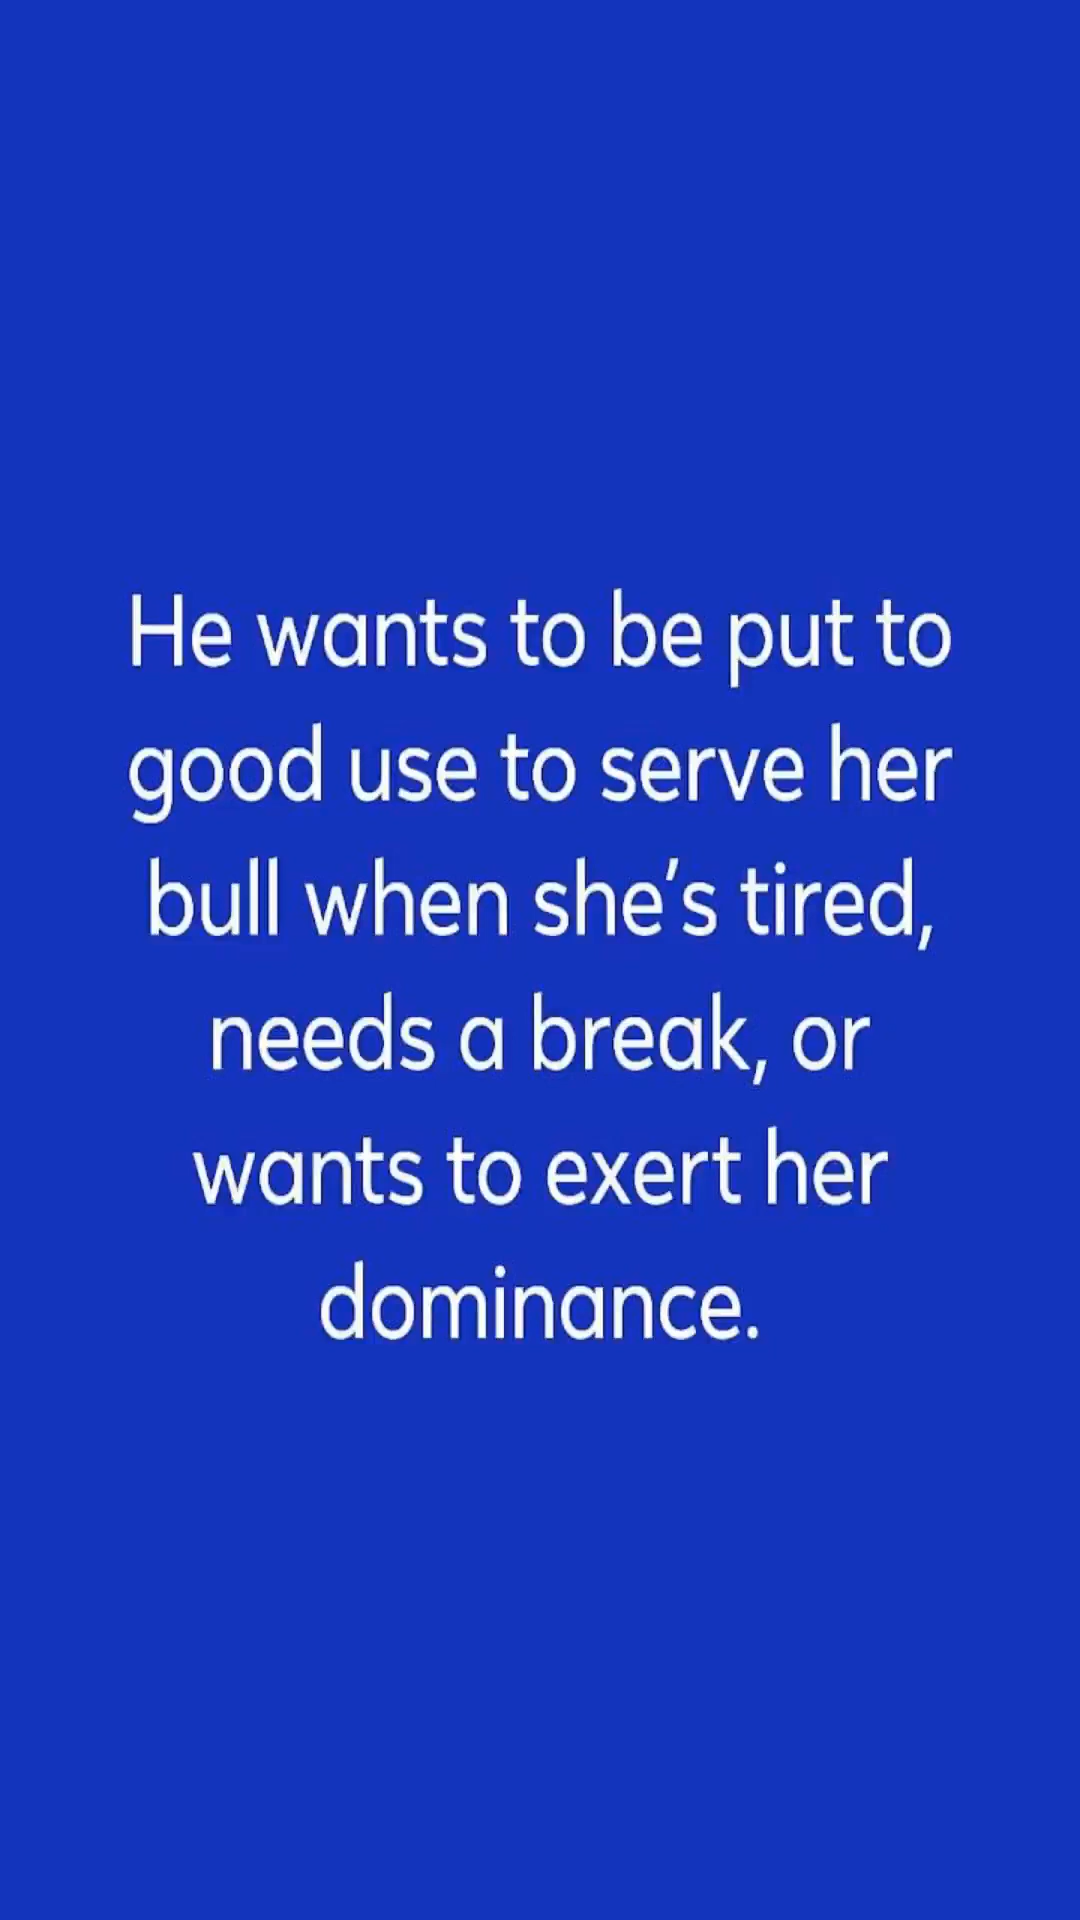 He wants to be put to
good use to serve her
bull when she’s tired,
needs a break, or
wants to exert her
dominance.